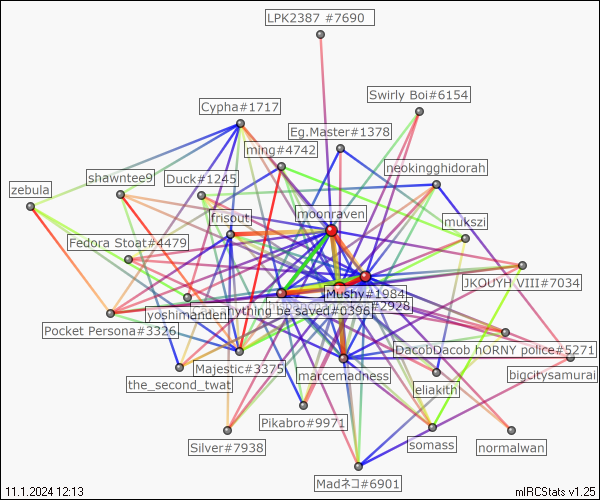 LPK2387 #7690
Swirly Boi#6154
Cypha#1717
Eg.Master#1378
ming#4742
neokingghidorah
shawntee9
Duck#1245
zebula
moonraven
frisout
mukszi
Fedora Stoat#4479
JKOUYH VIII#7034
Mushy#1984
#2928
ything be saved#0396
yoshimanden
Pocket Persona#3326
DacobDacob hORNY police#5271
Majestic#3375
marcemadness
bigcitysamurai
the_second_twat
eliakith
Pikabro#9971
Silver#7938
somass
normalwan
Madネコ#6901
11.1.2024 12:13
mIRCStats v1.25